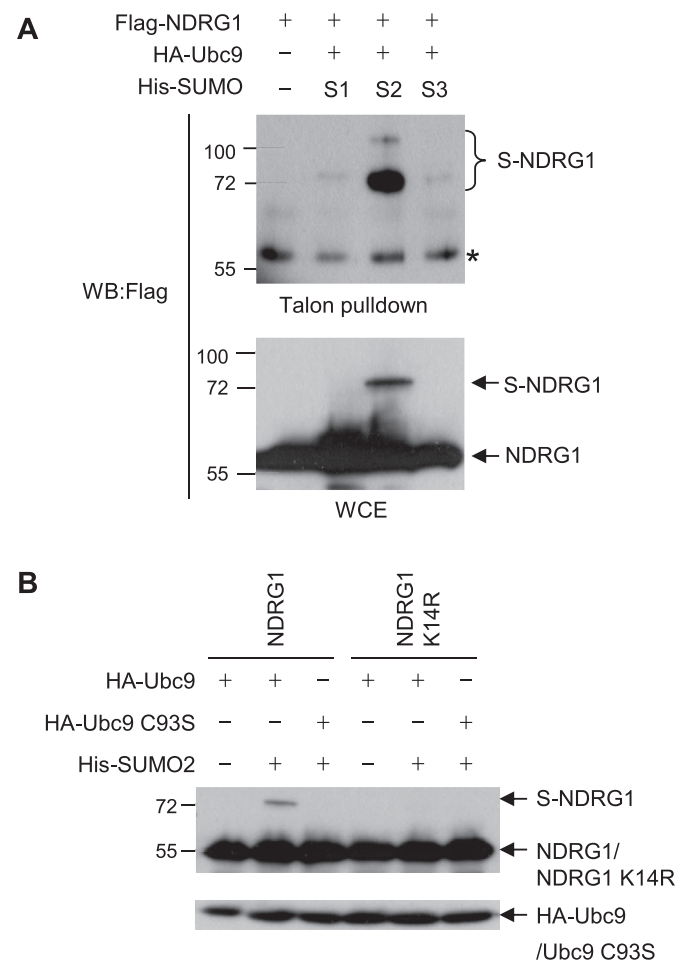 A
Flag-NDRG1 + + + +
HA-Ubc9 – + + +
His-SUMO – S1 S2 S3
100
72
S-NDRG1
*
55
WB:Flag
Talon pulldown
100
72
S-NDRG1
NDRG1
55
WCE
B
NDRG1
NDRG1
K14R
HA-Ubc9 + + – + + –
HA-Ubc9 C93S – – + – – +
His-SUMO2 – + + – + +
72
S-NDRG1
55
NDRG1/
NDRG1 K14R
HA-Ubc9
/Ubc9 C93S